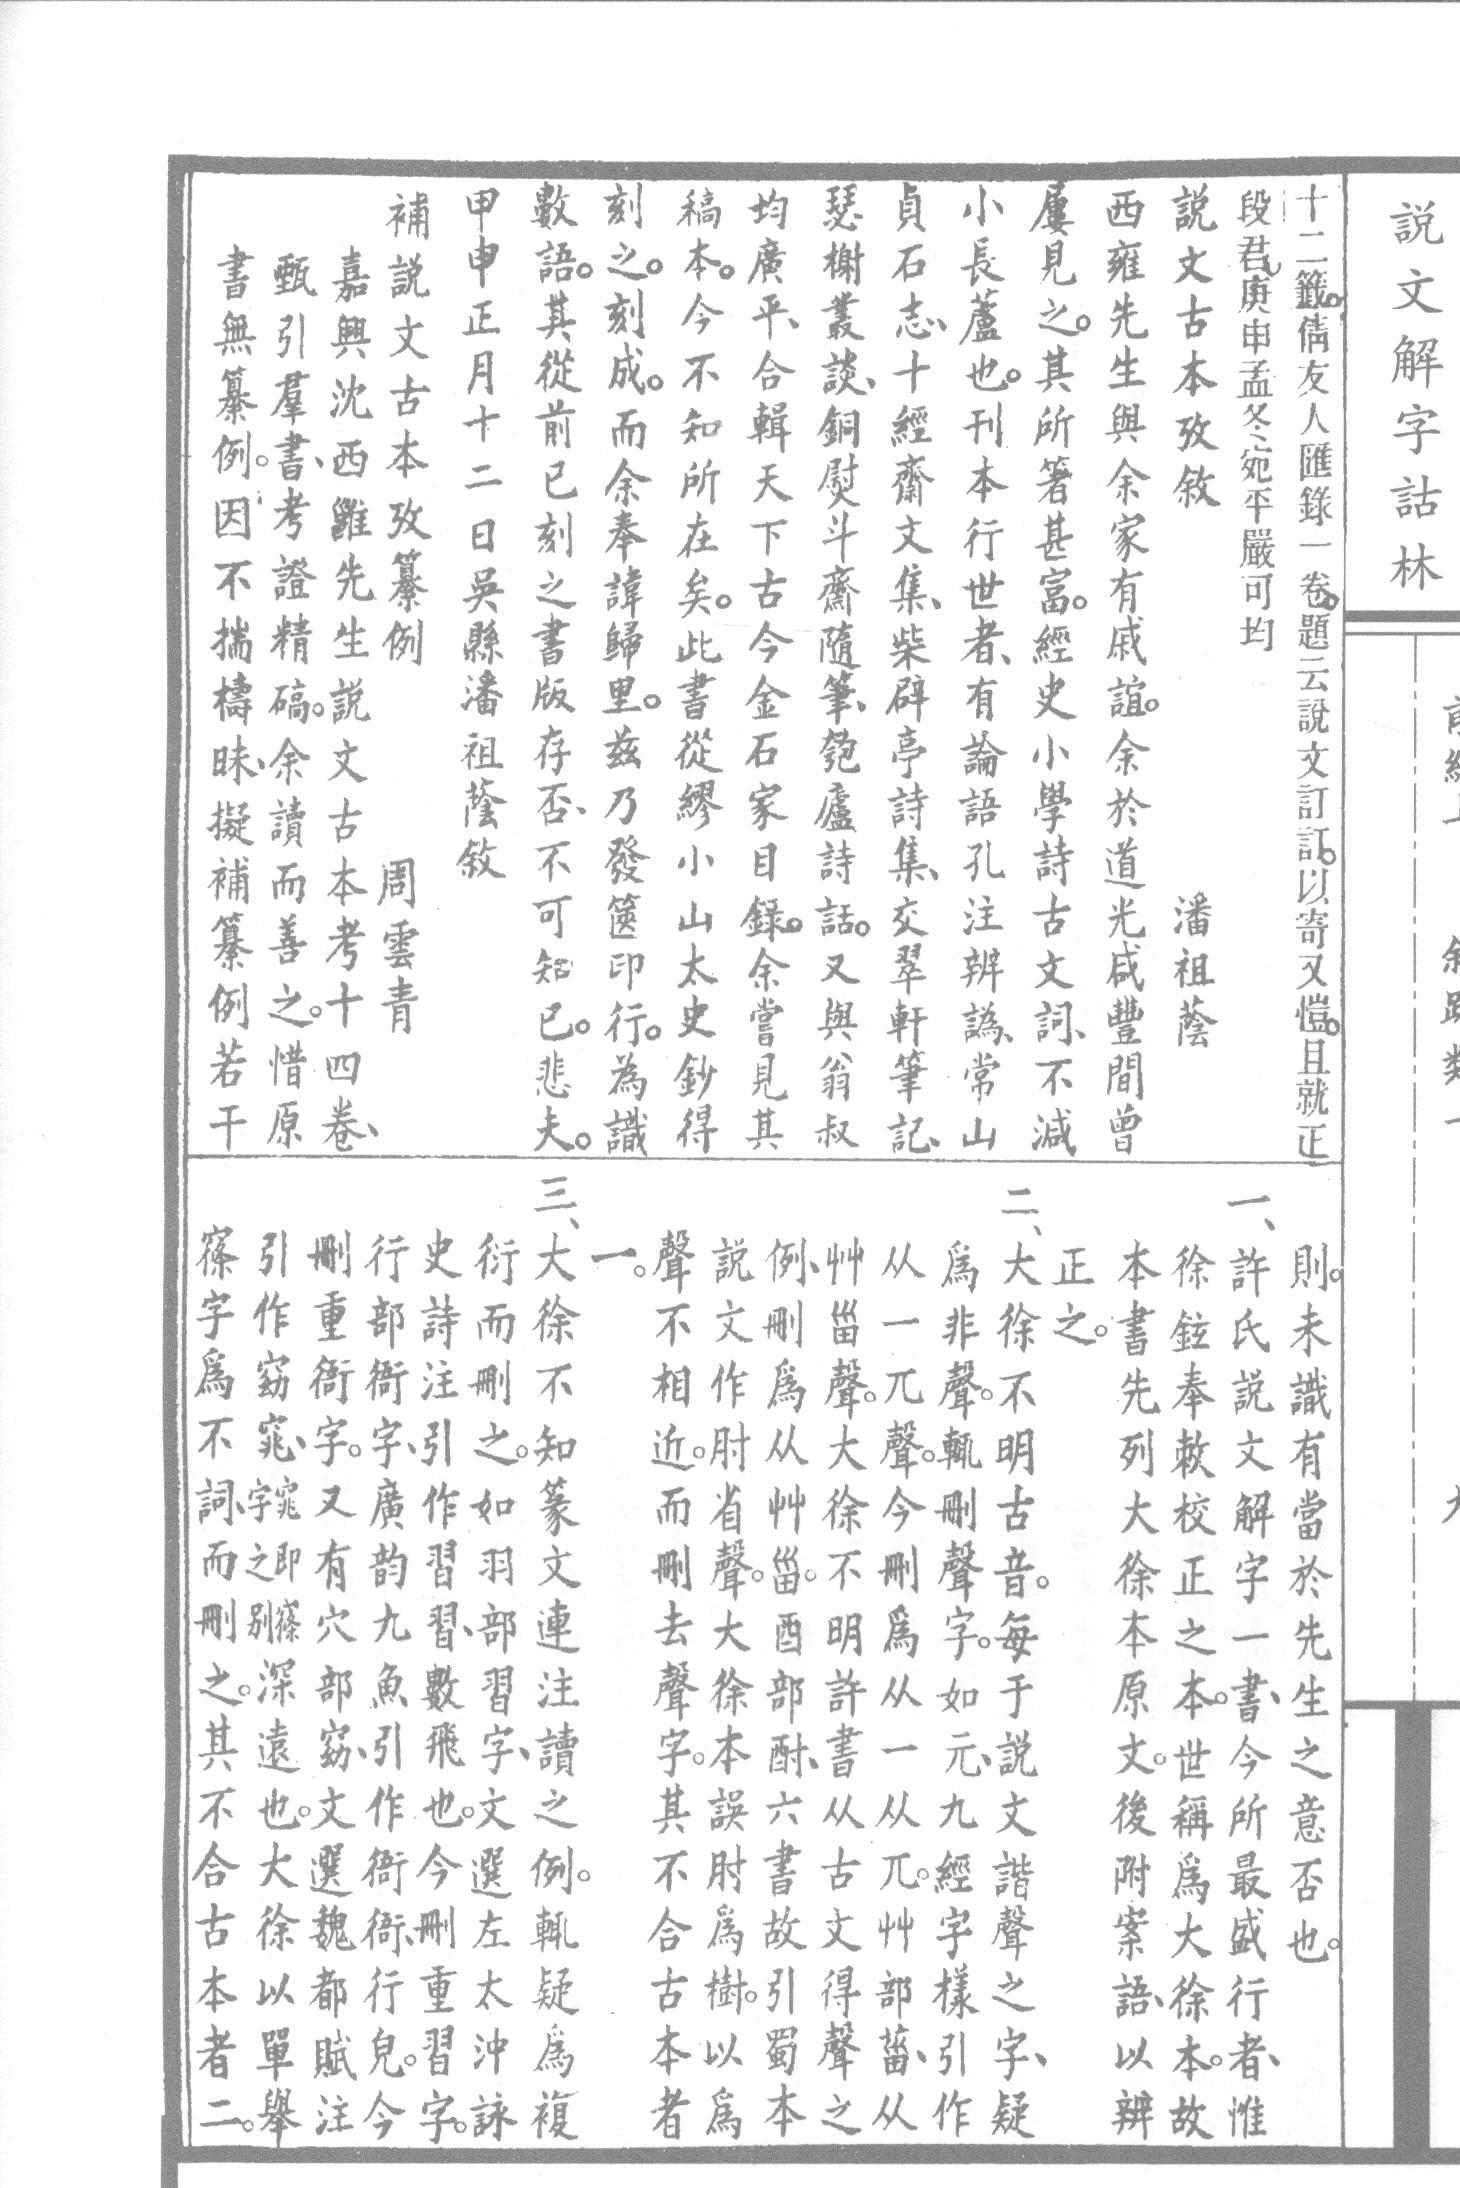 說文解字詁林
十二籤。倩友人匯錄一卷。題云說文訂訂。以寄又愷。且就正
段君。庚申孟冬、宛平嚴可均
說文古本攷敘　潘祖蔭
西雍先生與余家有戚誼。余於道光咸豐間曾
屢見之。其所箸甚富。經史小學詩古文詞、不減
小長蘆也。刊本行世者、有論語孔注辨譌、常山
貞石志、十經齋文集、柴辟亭詩集、交翠軒筆記、
瑟榭叢談、銅熨斗齋隨筆、匏廬詩話。又與翁叔
均廣平、合輯天下古今金石家目錄。余嘗見其
稿本。今不知所在矣。此書從繆小山太史鈔得
刻之。刻成。而余奉諱歸里。茲乃發篋印行。為識
數語。其從前已刻之書版存否、不可知已。悲夫。
甲申正月十二日吳縣潘祖蔭敘
補說文古本攷纂例　周雲青
嘉興沈西雝先生說文古本考十四卷、
甄引羣書、考證精碻。余讀而善之。惜原
書無纂例。因不揣檮昧、擬補纂例若干
則。未識有當於先生之意否也。
一、許氏說文解字一書、今所最盛行者、惟
徐鉉奉敕校正之本。世稱爲大徐本。故
本書先列大徐本原文。後附案語、以辨
正之。
二、大徐不明古音。每于說文諧聲之字、疑
爲非聲。輒刪聲字。如元、九經字樣引作
从一兀聲。今刪爲从一从兀。艸部葘、从
艸甾聲。大徐不明許書从古文得聲之
例、刪爲从艸甾。酉部酎、六書故引蜀本
說文作肘省聲。大徐本誤肘爲樹。以爲
聲不相近。而刪去聲字。其不合古本者
一。
三、大徐不知篆文連注讀之例。輒疑爲複
衍而刪之。如羽部習字、文選左太沖詠
史詩注引作習習、數飛也。今刪重習字。
行部衙字、廣韵九魚引作衙衙、行皃。今
刪重衙字。又有穴部窈、文選魏都賦注
引作窈窕、窕即窱字之別深遠也。大徐以單舉
窱字爲不詞、而刪之。其不合古本者二。